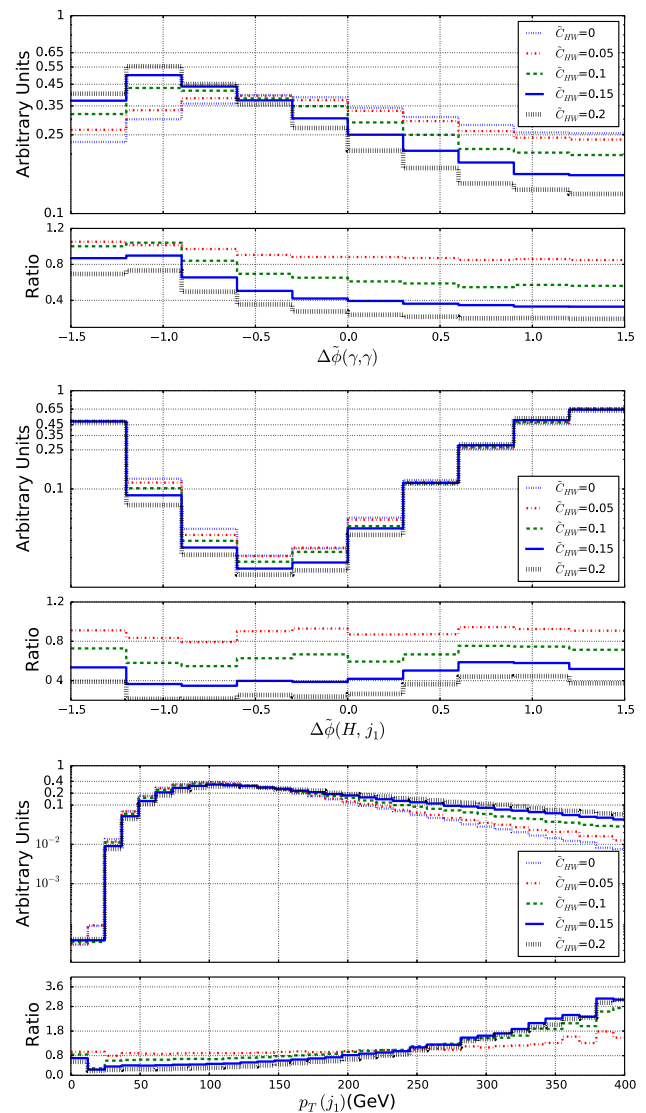 1
0.65
0.55
0.45
0.35
0.25
0.1
Arbitrary Units
C̃_HW=0
C̃_HW=0.05
C̃_HW=0.1
C̃_HW=0.15
C̃_HW=0.2
1.2
0.8
0.4
Ratio
−1.5 −1.0 −0.5 0.0 0.5 1.0 1.5
Δφ̃(γ,γ)
1
0.65
0.45
0.35
0.25
0.1
Arbitrary Units
C̃_HW=0
C̃_HW=0.05
C̃_HW=0.1
C̃_HW=0.15
C̃_HW=0.2
1.2
0.8
0.4
Ratio
−1.5 −1.0 −0.5 0.0 0.5 1.0 1.5
Δφ̃(H, j₁)
1
0.4
0.2
0.1
10⁻²
10⁻³
Arbitrary Units
C̃_HW=0
C̃_HW=0.05
C̃_HW=0.1
C̃_HW=0.15
C̃_HW=0.2
3.6
2.8
1.8
0.8
0.0
Ratio
0 50 100 150 200 250 300 350 400
p_T(j₁)(GeV)